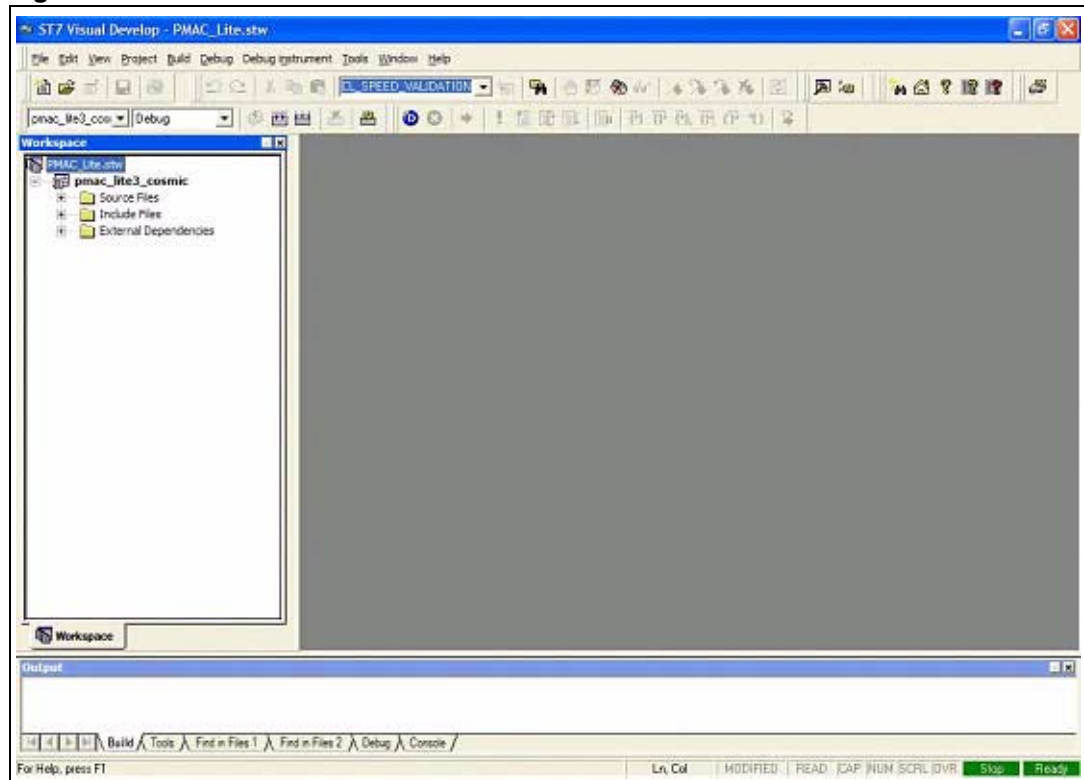 ST7 Visual Develop - PMAC_Lite.stw
File Edit View Project Build Debug Debug instrument Tools Window Help
CL_SPEED_VALIDATION
Debug
Workspace
PMAC_Lite.stw
pmac_lite3_cosmic
Source Files
Include Files
External Dependencies
Workspace
Output
Build Tools Find in Files 1 Find in Files 2 Debug Console
For Help, press F1 Ln, Col MODIFIED READ CAP NUM SCRL OVR Stop Ready